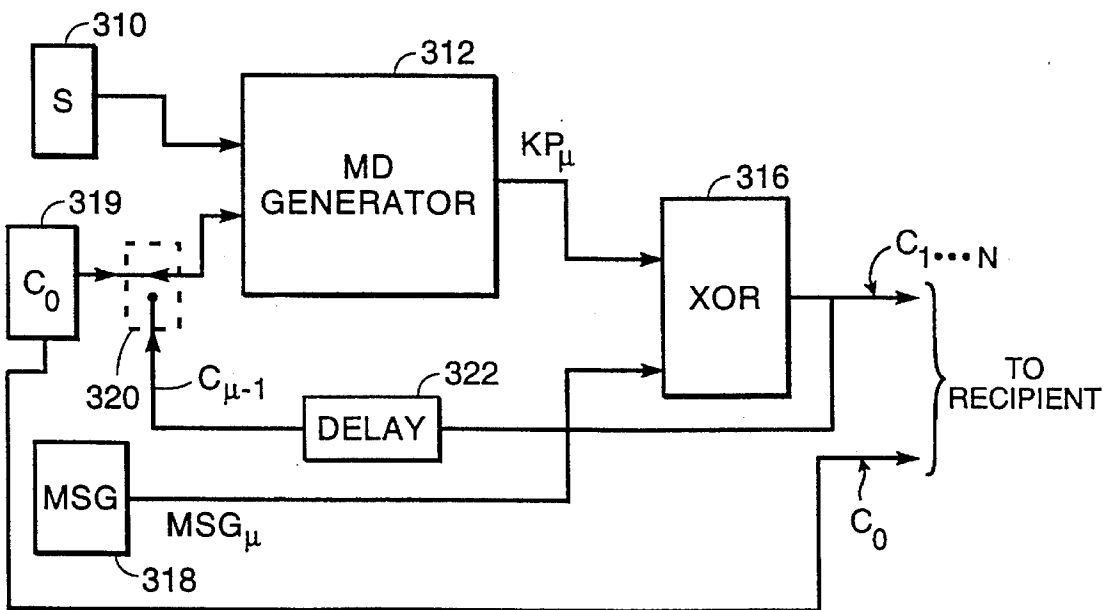 310
S
312
MD
GENERATOR
KPμ
316
XOR
319
C0
320
Cμ-1
322
DELAY
C1•••N
TO
RECIPIENT
C0
MSG
318
MSGμ